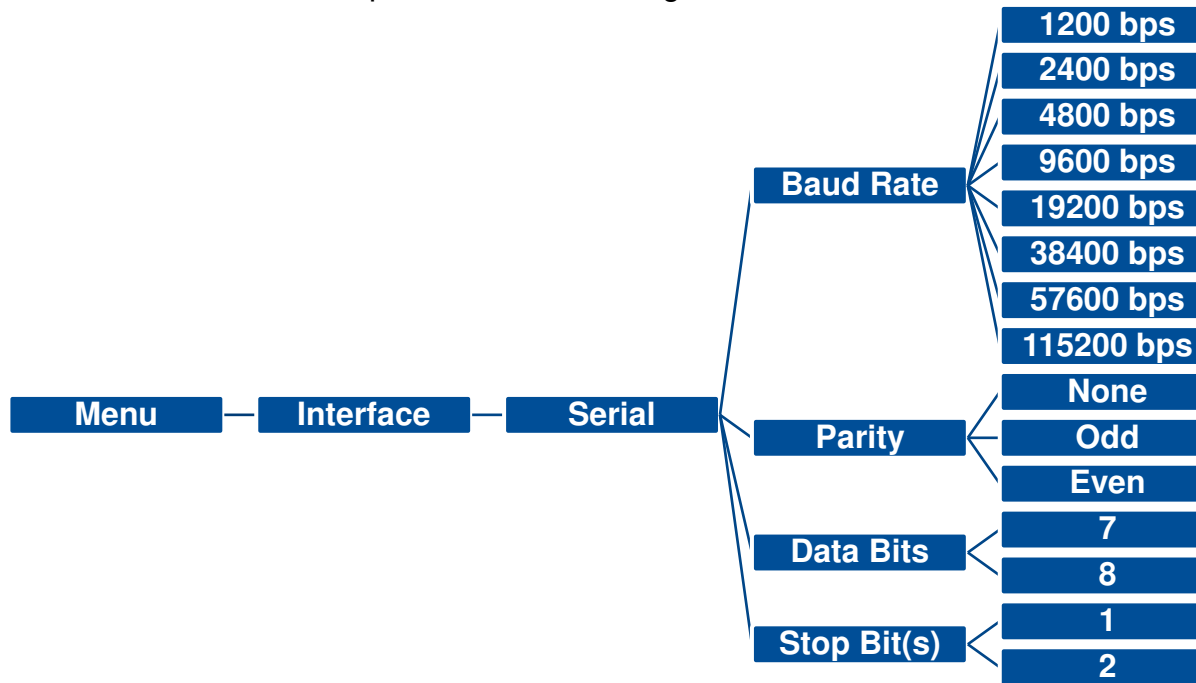 1200 bps
2400 bps
4800 bps
9600 bps
Baud Rate
19200 bps
38400 bps
57600 bps
115200 bps
None
Menu
Interface
Serial
Parity
Odd
Even
7
Data Bits
8
1
Stop Bit(s)
2